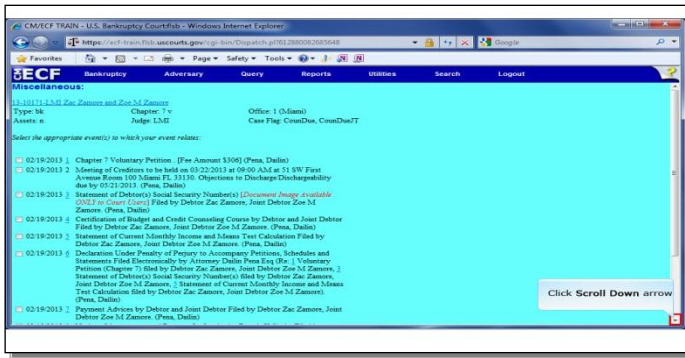 CM/ECF TRAIN - U.S. Bankruptcy Court:flsb - Windows Internet Explorer
https://ecf-train.flsb.uscourts.gov/cgi-bin/Dispatch.pl?612880082685648
Google
Favorites Page Safety Tools
ECF Bankruptcy Adversary Query Reports Utilities Search Logout ?
Miscellaneous:
13-10171-LMI Zac Zamore and Zoe M Zamore
Type: bk Chapter: 7 v Office: 1 (Miami)
Assets: n Judge: LMI Case Flag: CounDue, CounDueJT
Select the appropriate event(s) to which your event relates:
02/19/2013 1 Chapter 7 Voluntary Petition . [Fee Amount $306] (Pena, Dailin)
02/19/2013 2 Meeting of Creditors to be held on 03/22/2013 at 09:00 AM at 51 SW First
Avenue Room 100 Miami FL 33130. Objections to Discharge/Dischargeability
due by 05/21/2013. (Pena, Dailin)
02/19/2013 3 Statement of Debtor(s) Social Security Number(s) [Document Image Available
ONLY to Court Users] Filed by Debtor Zac Zamore, Joint Debtor Zoe M
Zamore. (Pena, Dailin)
02/19/2013 4 Certification of Budget and Credit Counseling Course by Debtor and Joint Debtor
Filed by Debtor Zac Zamore, Joint Debtor Zoe M Zamore. (Pena, Dailin)
02/19/2013 5 Statement of Current Monthly Income and Means Test Calculation Filed by
Debtor Zac Zamore, Joint Debtor Zoe M Zamore. (Pena, Dailin)
02/19/2013 6 Declaration Under Penalty of Perjury to Accompany Petitions, Schedules and
Statements Filed Electronically by Attorney Dailin Pena Esq (Re: 1 Voluntary
Petition (Chapter 7) filed by Debtor Zac Zamore, Joint Debtor Zoe M Zamore, 3
Statement of Debtor(s) Social Security Number(s) filed by Debtor Zac Zamore,
Joint Debtor Zoe M Zamore, 5 Statement of Current Monthly Income and Means
Test Calculation filed by Debtor Zac Zamore, Joint Debtor Zoe M Zamore).
(Pena, Dailin)
02/19/2013 7 Payment Advices by Debtor and Joint Debtor Filed by Debtor Zac Zamore, Joint
Debtor Zoe M Zamore. (Pena, Dailin)
Click Scroll Down arrow